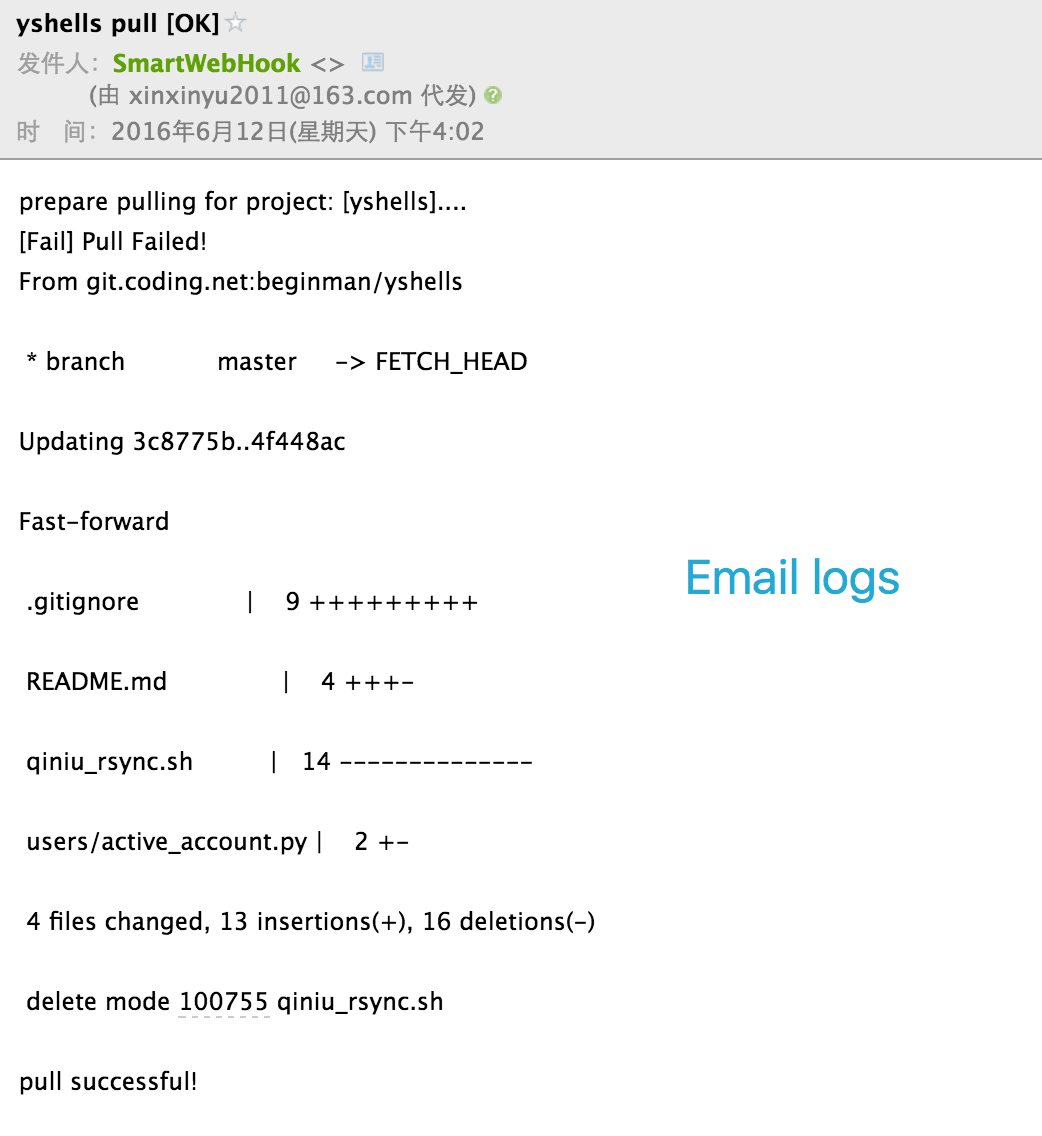 yshells pull [OK]
发件人： SmartWebHook <>
(由 xinxinyu2011@163.com 代发)
时 间： 2016年6月12日(星期天) 下午4:02
prepare pulling for project: [yshells]....
[Fail] Pull Failed!
From git.coding.net:beginman/yshells
* branch master -> FETCH_HEAD
Updating 3c8775b..4f448ac
Fast-forward
Email logs
.gitignore | 9 +++++++++
README.md | 4 +++-
qiniu_rsync.sh | 14 --------------
users/active_account.py | 2 +-
4 files changed, 13 insertions(+), 16 deletions(-)
delete mode 100755 qiniu_rsync.sh
pull successful!